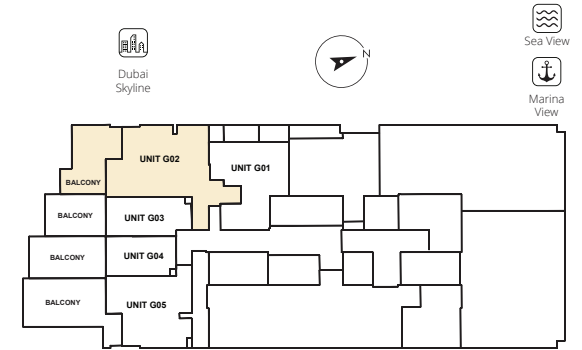 Sea View
Dubai
Skyline
N
Marina
View
UNIT G02
UNIT G01
BALCONY
BALCONY
UNIT G03
BALCONY
UNIT G04
BALCONY
UNIT G05